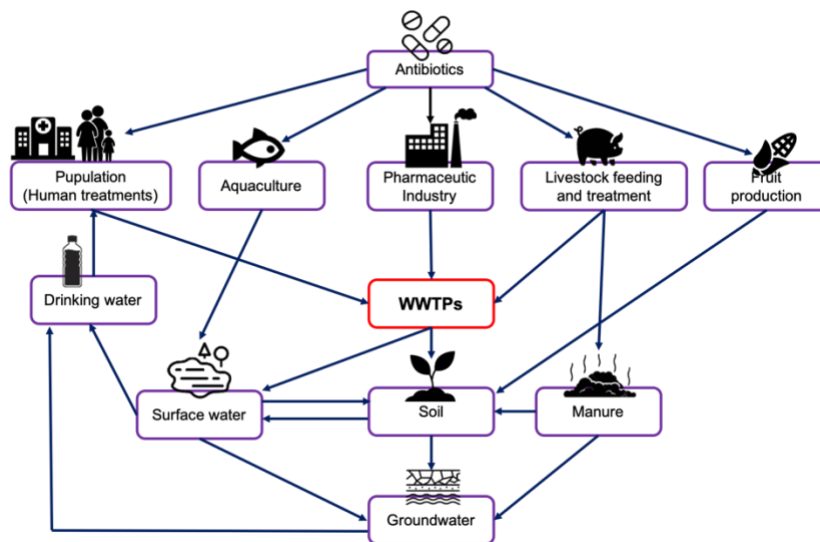 Antibiotics
Pupulation
(Human treatments)
Aquaculture
Pharmaceutic
Industry
Livestock feeding
and treatment
Fruit
production
Drinking water
WWTPs
Surface water
Soil
Manure
Groundwater